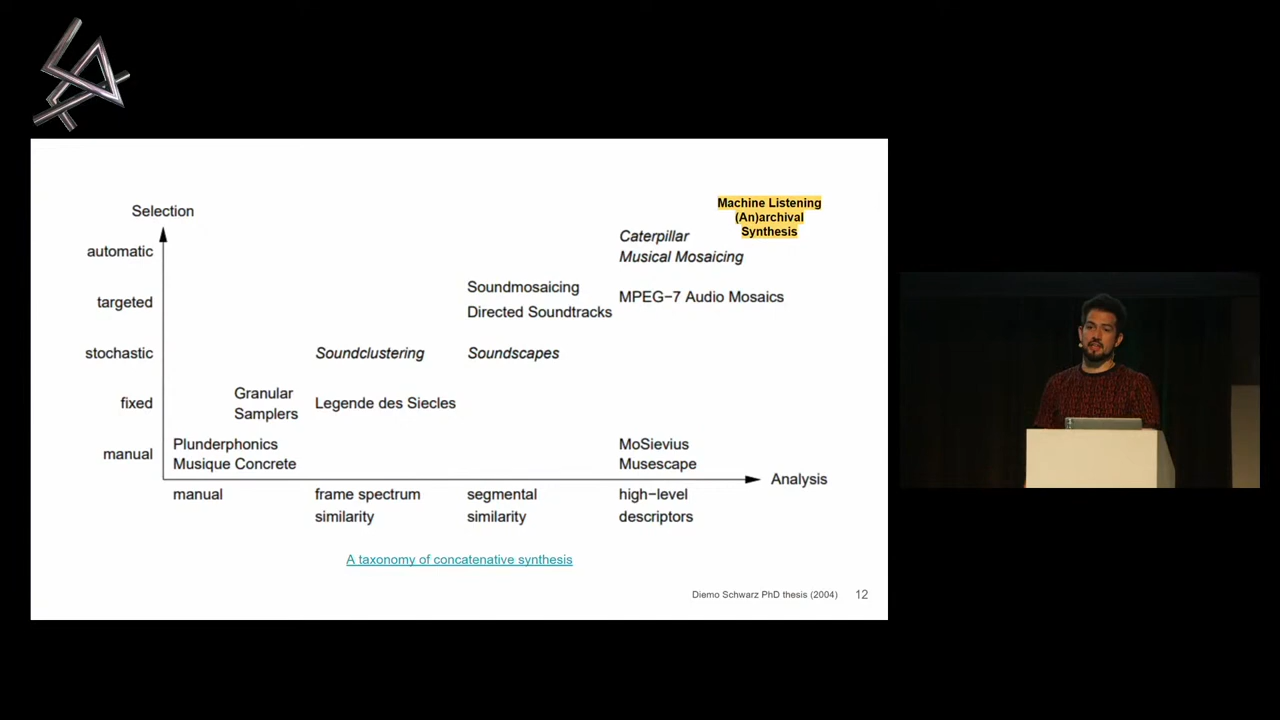 Machine Listening
(An)archival
Synthesis
Selection
automatic
Caterpillar
Musical Mosaicing
targeted
Soundmosaicing
Directed Soundtracks
MPEG−7 Audio Mosaics
stochastic
Soundclustering
Soundscapes
fixed
Granular
Samplers
Legende des Siecles
manual
Plunderphonics
Musique Concrete
MoSievius
Musescape
Analysis
manual
frame spectrum
similarity
segmental
similarity
high−level
descriptors
A taxonomy of concatenative synthesis
Diemo Schwarz PhD thesis (2004)
12